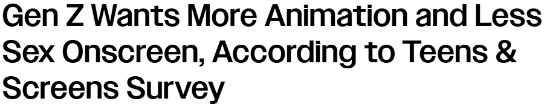 Gen Z Wants More Animation and Less
Sex Onscreen, According to Teens &
Screens Survey